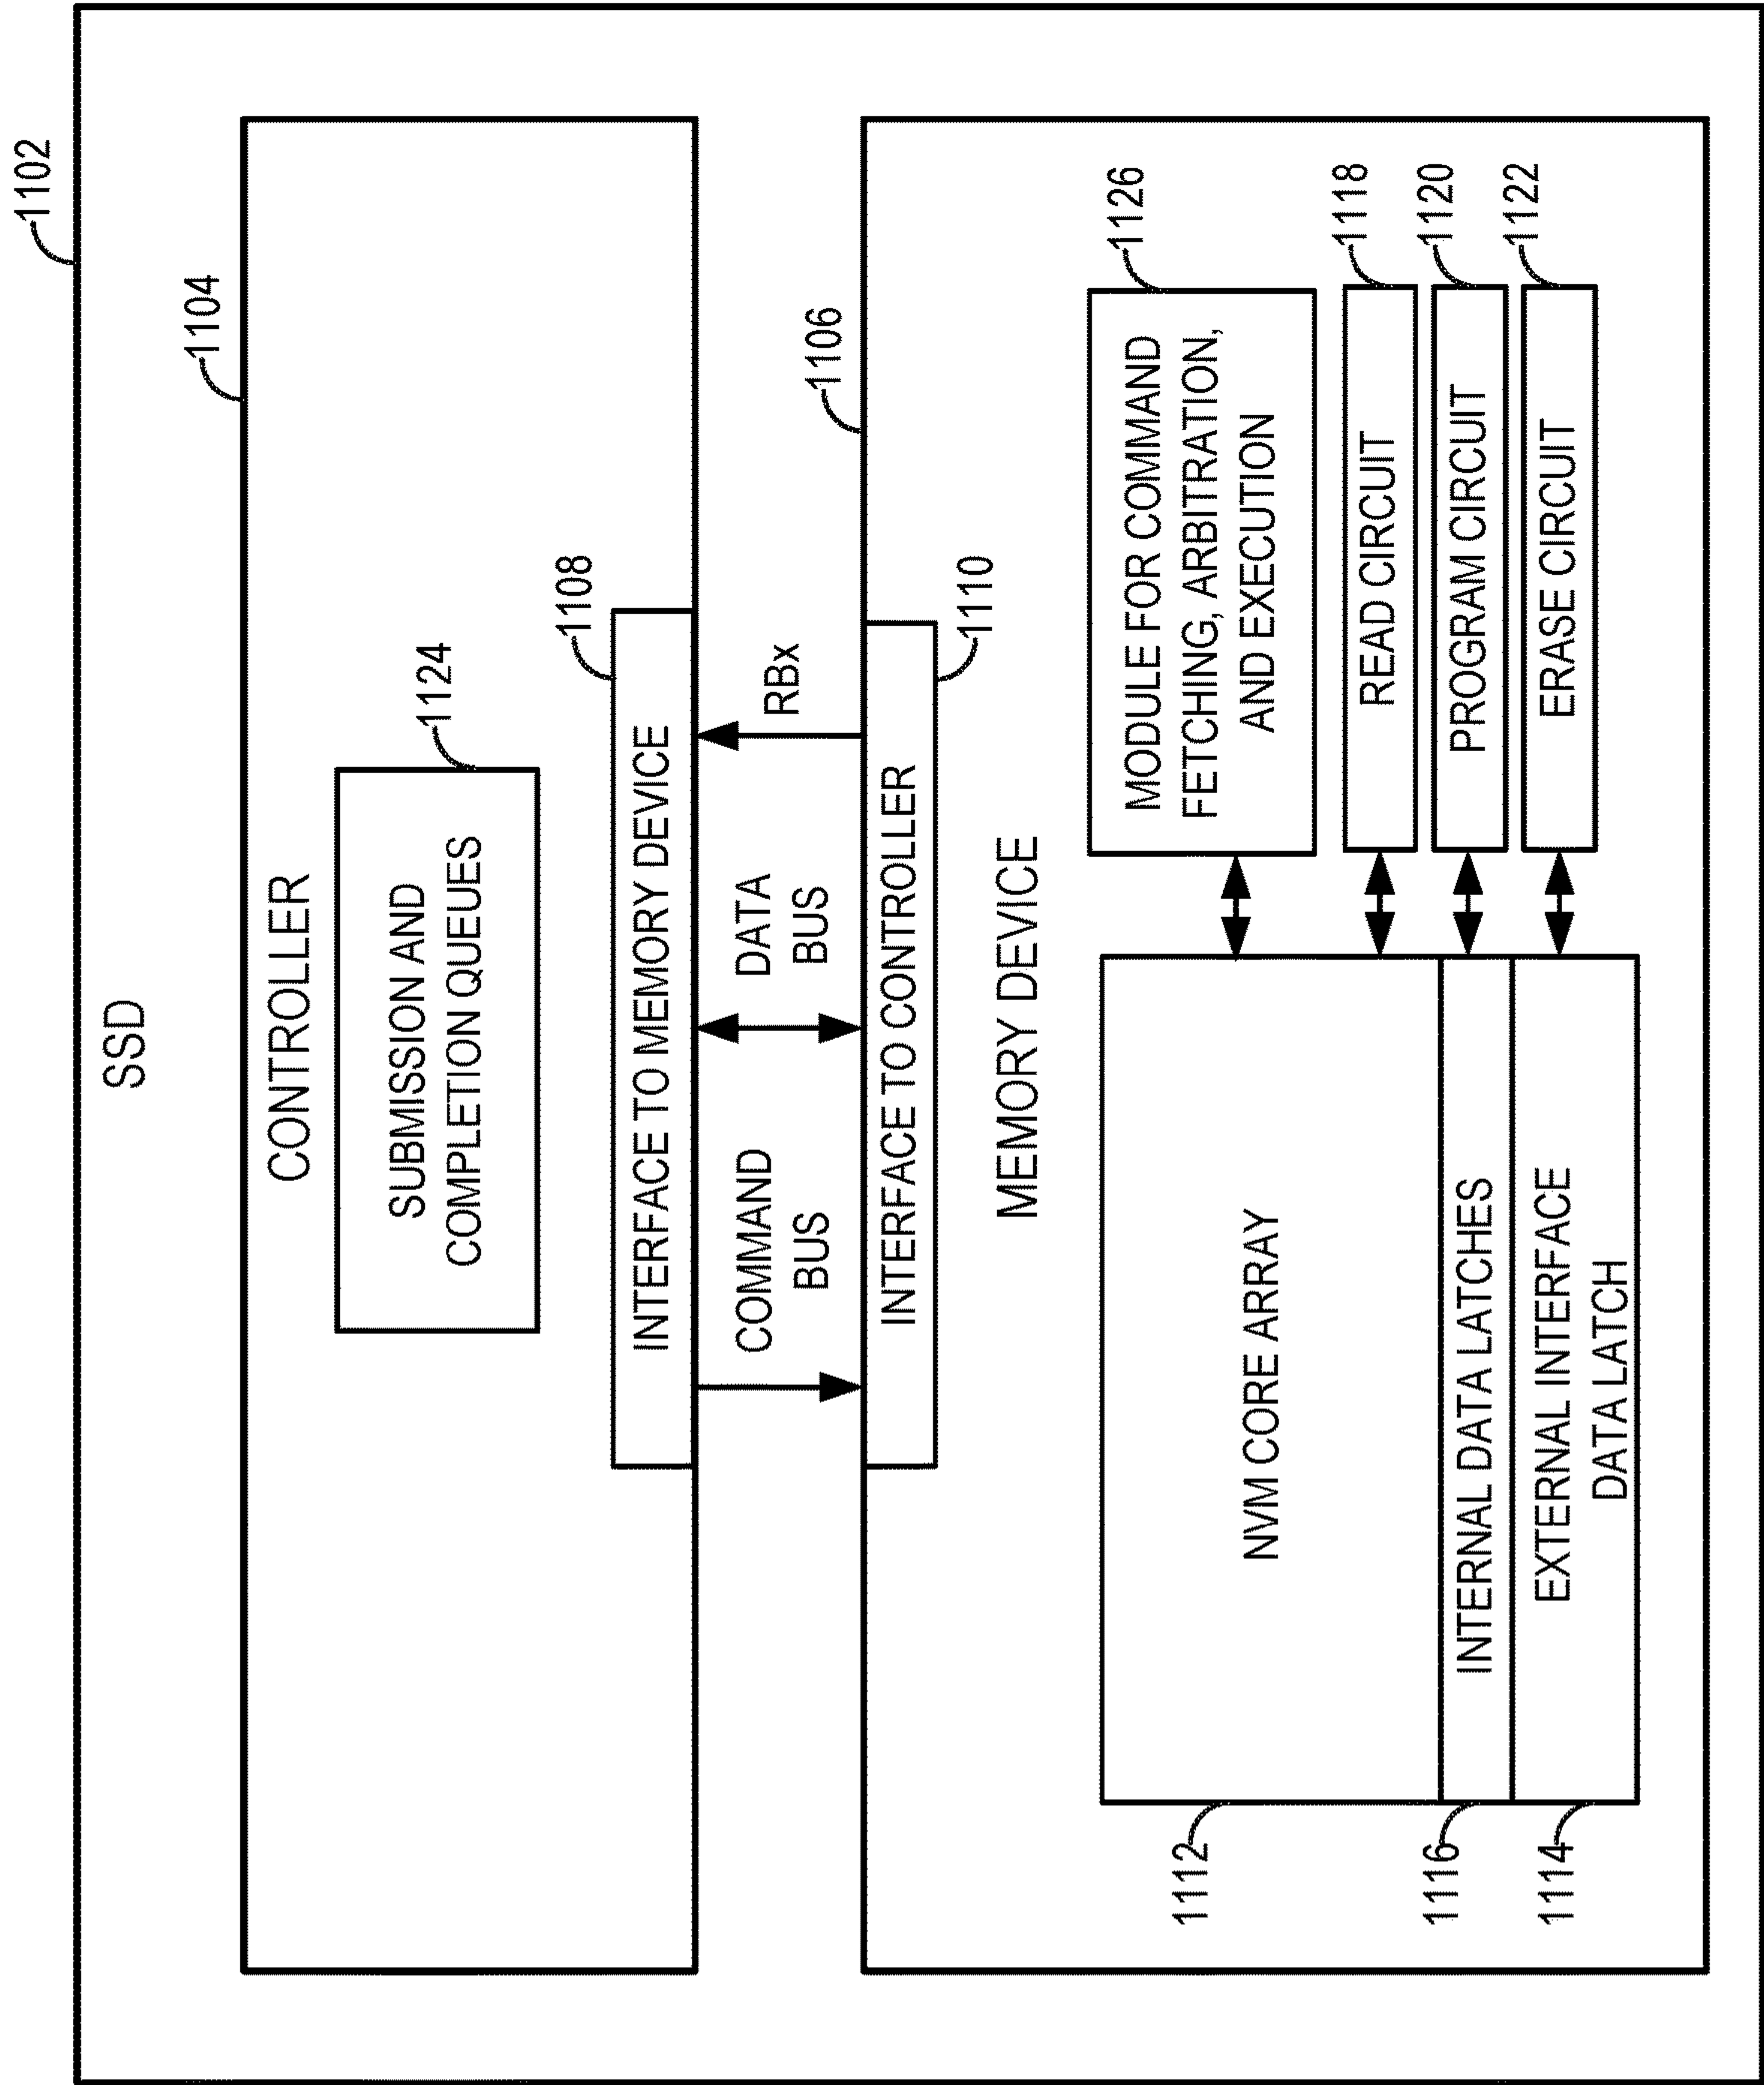 1102
SSD
1104
CONTROLLER
1124
SUBMISSION AND
COMPLETION QUEUES
1108
INTERFACE TO MEMORY DEVICE
COMMAND
BUS
DATA
BUS
RBx
1106
INTERFACE TO CONTROLLER
1110
MEMORY DEVICE
1112
NVM CORE ARRAY
1116
INTERNAL DATA LATCHES
1114
EXTERNAL INTERFACE
DATA LATCH
1126
MODULE FOR COMMAND
FETCHING, ARBITRATION,
AND EXECUTION
1118
READ CIRCUIT
1120
PROGRAM CIRCUIT
1122
ERASE CIRCUIT